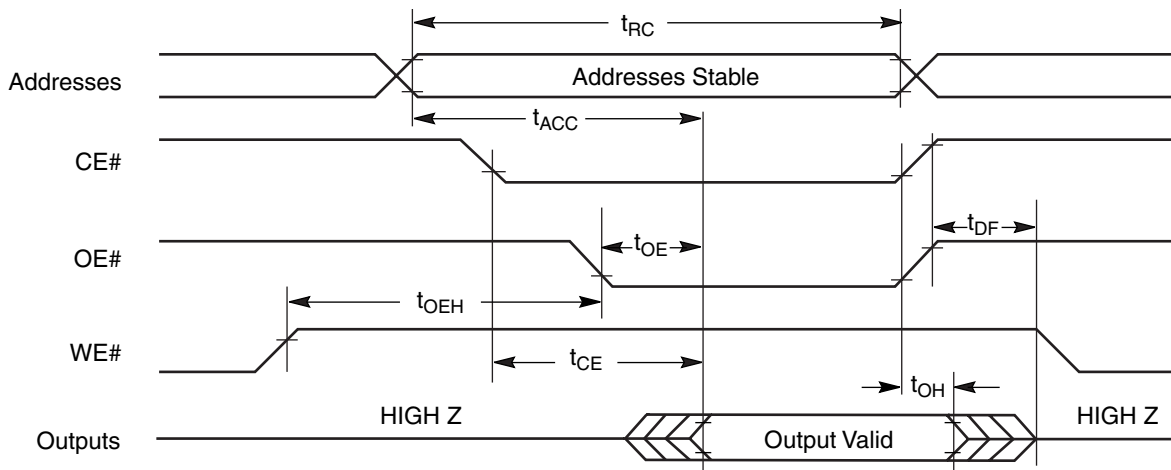 tRC
Addresses
Addresses Stable
tACC
CE#
tDF
OE#
tOE
tOEH
WE#
tCE
tOH
HIGH Z
HIGH Z
Outputs
Output Valid